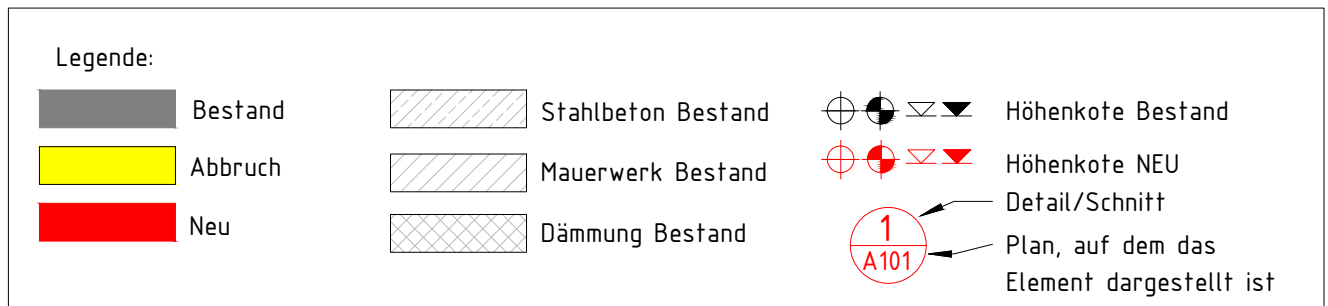 Legende:
Bestand
Abbruch
Neu
Stahlbeton Bestand
Mauerwerk Bestand
Dämmung Bestand
Höhenkote Bestand
Höhenkote NEU
1
A101
Detail/Schnitt
Plan, auf dem das
Element dargestellt ist